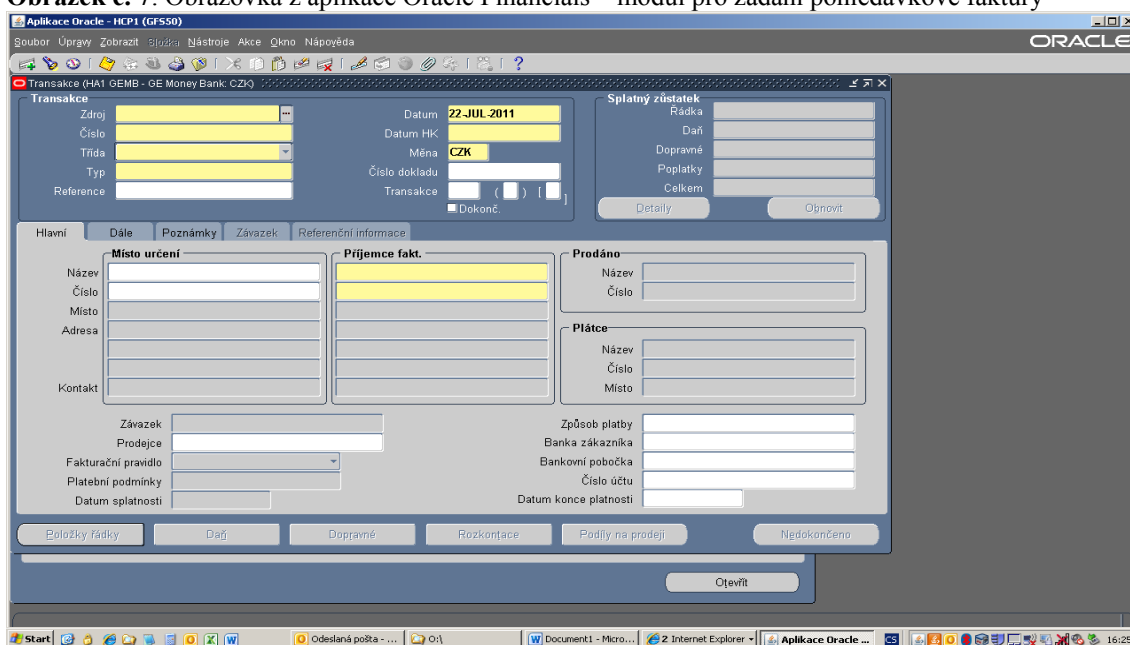 Obrázek č. 7: Obrazovka z aplikace Oracle Financials – modul pro zadání pohledávkové faktury
Aplikace Oracle - HCP1 (GFS50)
Soubor Úpravy Zobrazit Složka Nástroje Akce Okno Nápověda
ORACLE
Transakce (HA1 GEMB - GE Money Bank: CZK)
Transakce
Splatný zůstatek
Zdroj Datum 22-JUL-2011 Řádka
Číslo Datum HK Daň
Třída Měna CZK Dopravné
Typ Číslo dokladu Poplatky
Reference Transakce ( ) [ ] Celkem
Dokonč. Detaily Obnovit
Hlavní Dále Poznámky Závazek Referenční informace
Místo určení Příjemce fakt. Prodáno
Název Název
Číslo Číslo
Místo
Adresa Plátce
Název
Číslo
Kontakt Místo
Závazek Způsob platby
Prodejce Banka zákazníka
Fakturační pravidlo Bankovní pobočka
Platební podmínky Číslo účtu
Datum splatnosti Datum konce platnosti
Položky řádky Daň Dopravné Rozkontace Podíly na prodeji Nedokončeno
Otevřít
Start Odeslaná pošta - ... O:\ Document1 - Micro... 2 Internet Explorer Aplikace Oracle ... CS 16:25